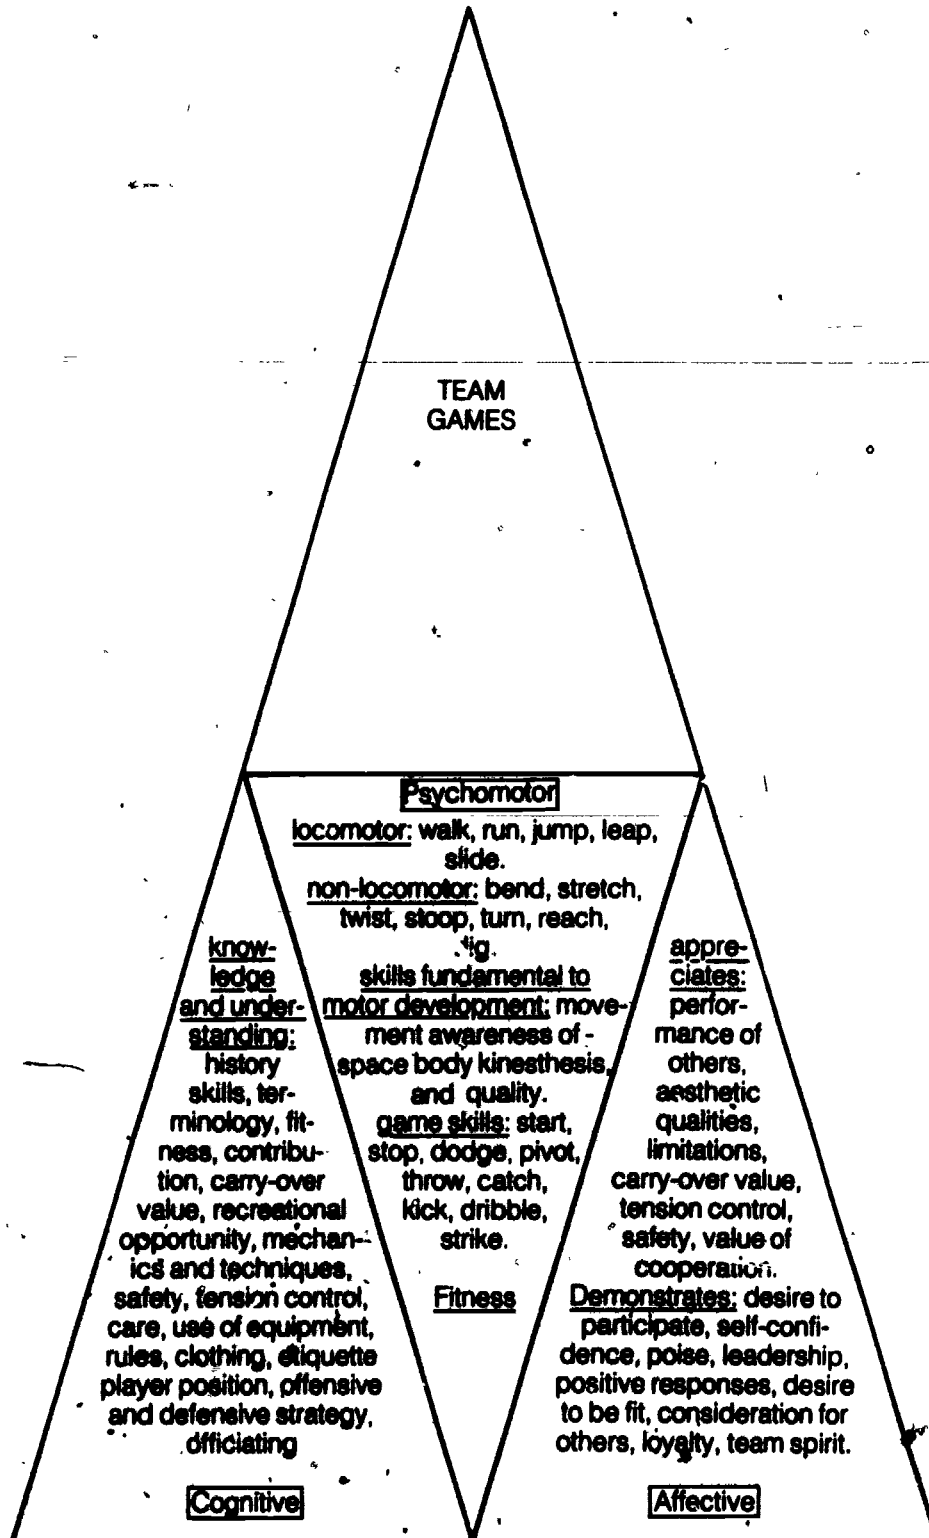 TEAM
GAMES
Psychomotor
locomotor: walk, run, jump, leap,
slide.
non-locomotor: bend, stretch,
twist, stoop, turn, reach,
skills fundamental to
motor development: move-
ment awareness of -
space body kinesthesis,
and quality.
game skills: start,
stop, dodge, pivot,
throw, catch,
kick, dribble,
strike.
Fitness
know-
ledge
and under-
standing:
history
skills, ter-
minology, fit-
ness, contribu-
tion, carry-over
value, recreational
opportunity, mechan-
ics and techniques,
safety, tension control,
care, use of equipment,
rules, clothing, etiquette
player position, offensive
and defensive strategy,
officiating
Cognitive
appre-
ciates:
perfor-
mance of
others,
aesthetic
qualities,
limitations,
carry-over value,
tension control,
safety, value of
cooperation.
Demonstrates: desire to
participate, self-confi-
dence, poise, leadership,
positive responses, desire
to be fit, consideration for
others, loyalty, team spirit.
Affective